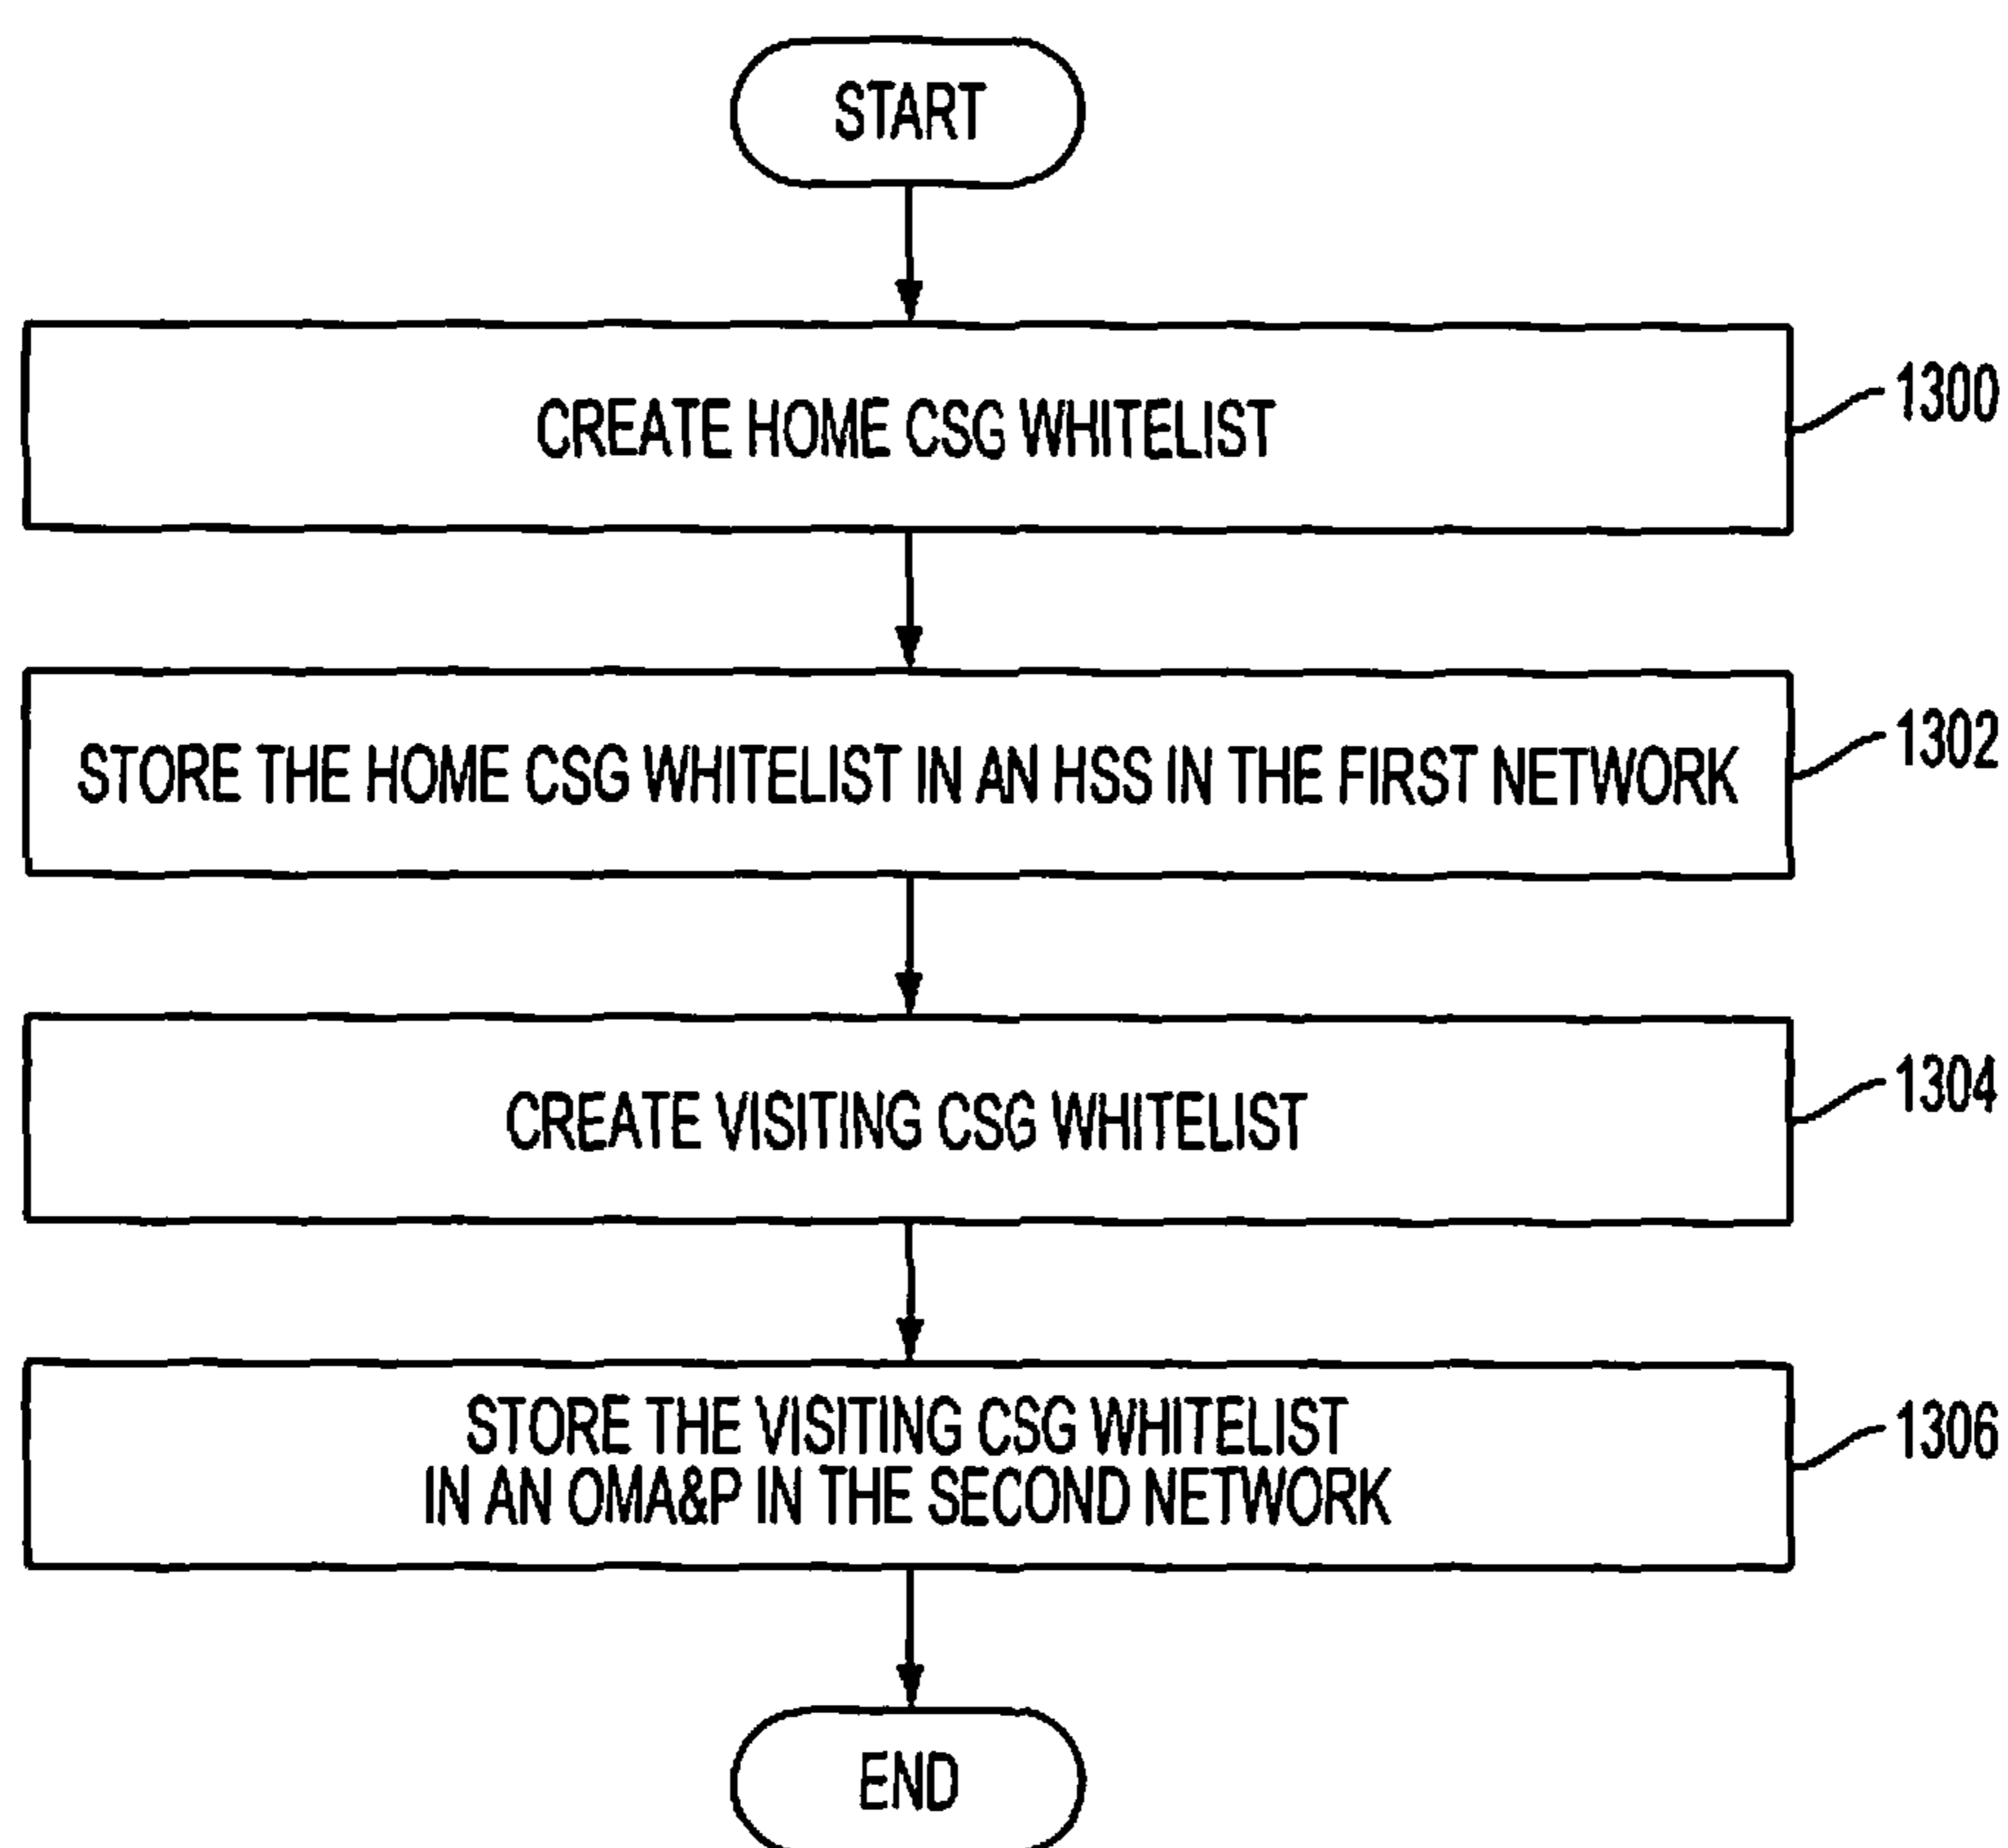 START
CREATE HOME CSG WHITELIST
1300
STORE THE HOME CSG WHITELIST IN AN HSS IN THE FIRST NETWORK
1302
CREATE VISITING CSG WHITELIST
1304
STORE THE VISITING CSG WHITELIST
IN AN OMA&P IN THE SECOND NETWORK
1306
END